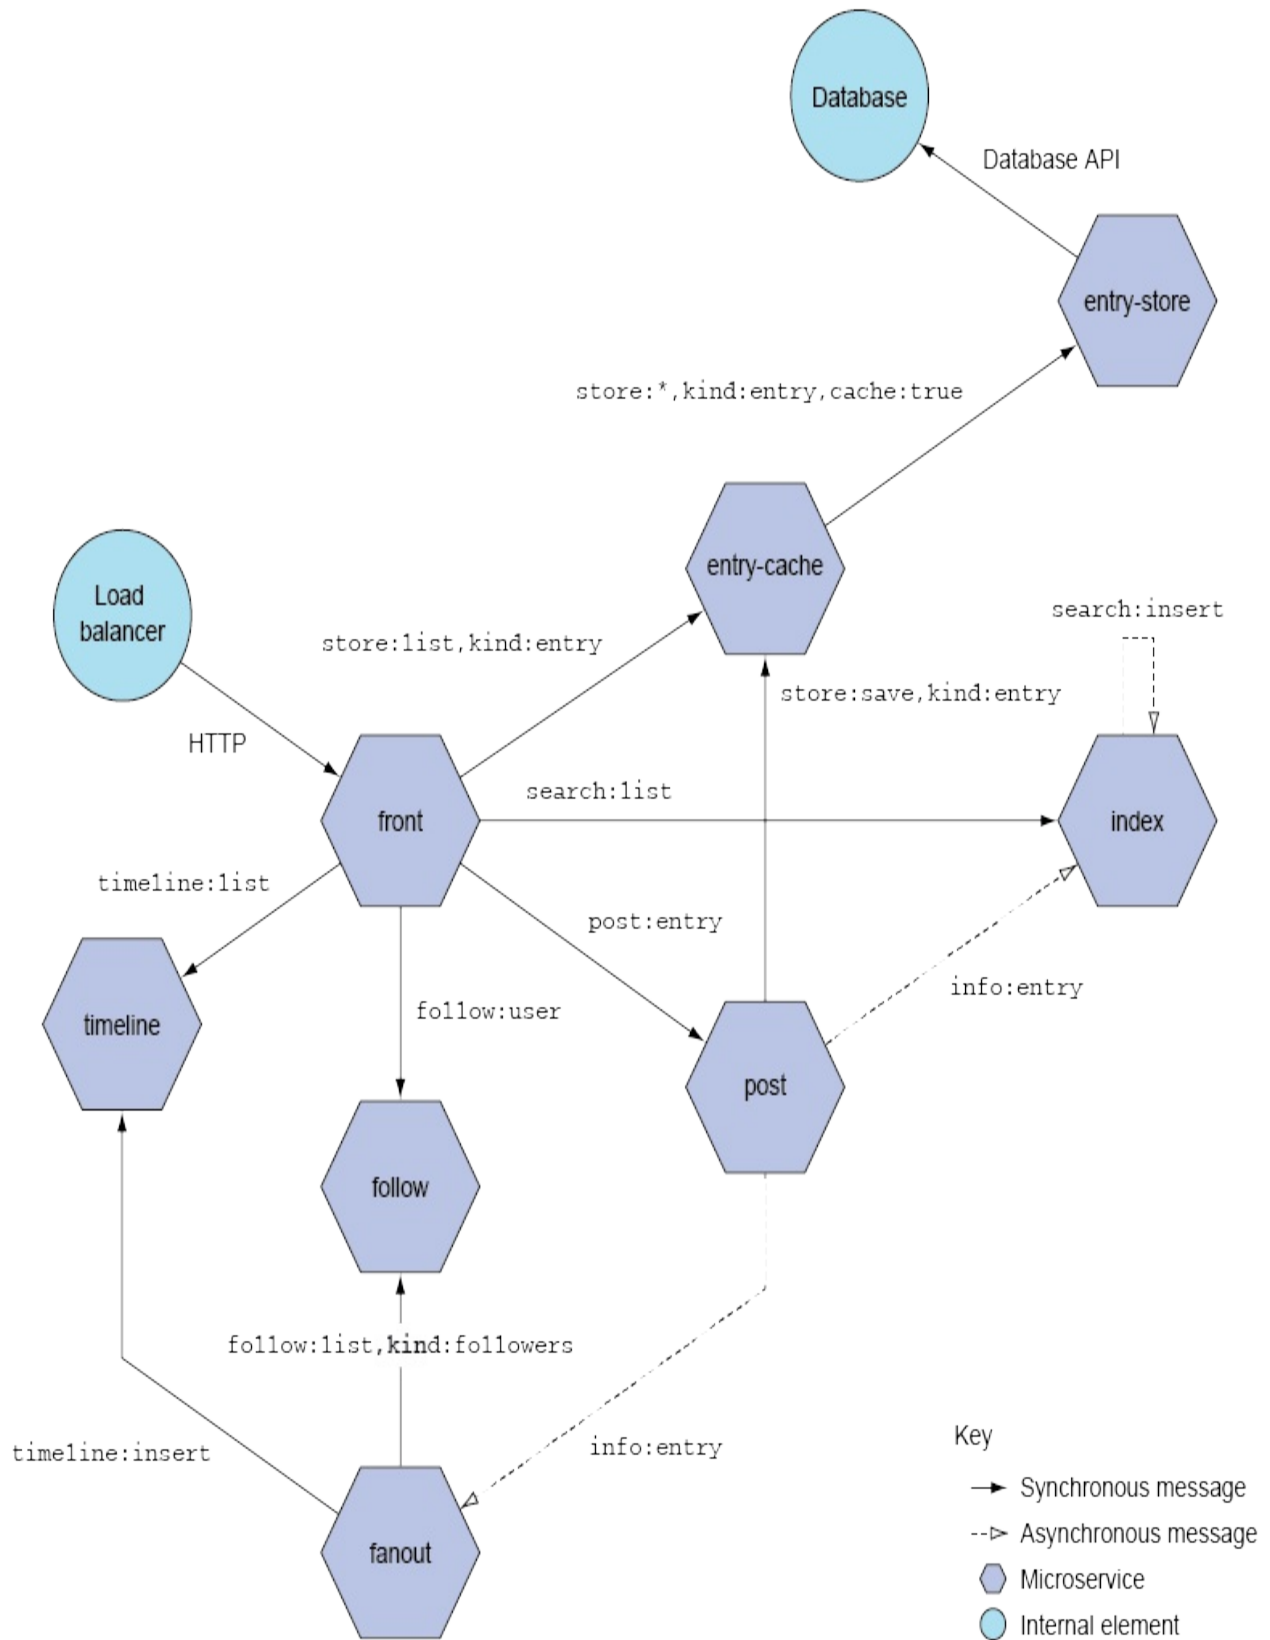 Database
Database API
entry-store
store:*,kind:entry,cache:true
entry-cache
Load
balancer
search:insert
store:list,kind:entry
store:save,kind:entry
HTTP
search:list
front
index
timeline:list
post:entry
info:entry
follow:user
timeline
post
follow
follow:list,kind:followers
timeline:insert
info:entry
fanout
Key
Synchronous message
Asynchronous message
Microservice
Internal element